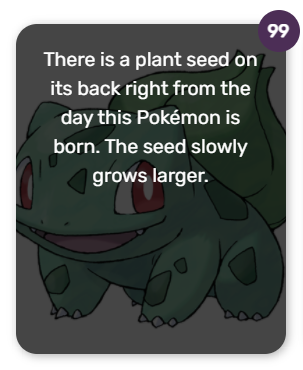 99
There is a plant seed on
its back right from the
day this Pokémon is
born. The seed slowly
grows larger.